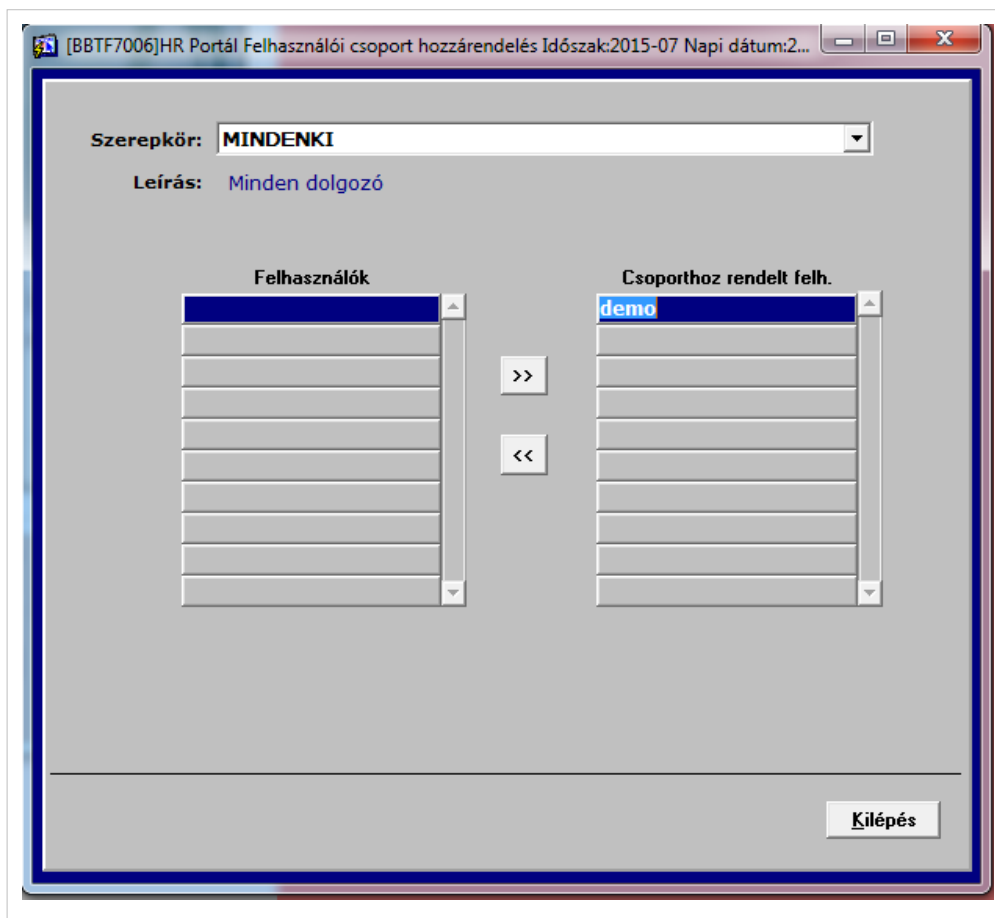 [BBTF7006]HR Portál Felhasználói csoport hozzárendelés Időszak:2015-07 Napi dátum:2...
Szerepkör: MINDENKI
Leírás: Minden dolgozó
Felhasználók Csoporthoz rendelt felh.
demo
>>
<<
Kilépés